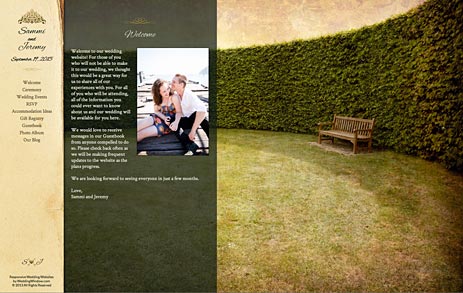 Sammi
and
Jeremy
September 19, 2015
Welcome
Ceremony
Wedding Events
RSVP
Accommodation Ideas
Gift Registry
Guestbook
Photo Album
Our Blog
S & J
Responsive Wedding Websites
by WeddingWindow.com
© 2013 All Rights Reserved
Welcome
Welcome to our wedding
website! For those of you
who will not be able to make
it to our wedding, we thought
this would be a great way for
us to share all of our
experiences with you. For all
of you who will be attending,
all of the information you
could ever want to know
about us and our wedding will
be available for you here.
We would love to receive
messages in our Guestbook
from anyone compelled to do
so. Please check back often as
we will be making frequent
updates to the website as the
plans progress.
We are looking forward to seeing everyone in just a few months.
Love,
Sammi and Jeremy